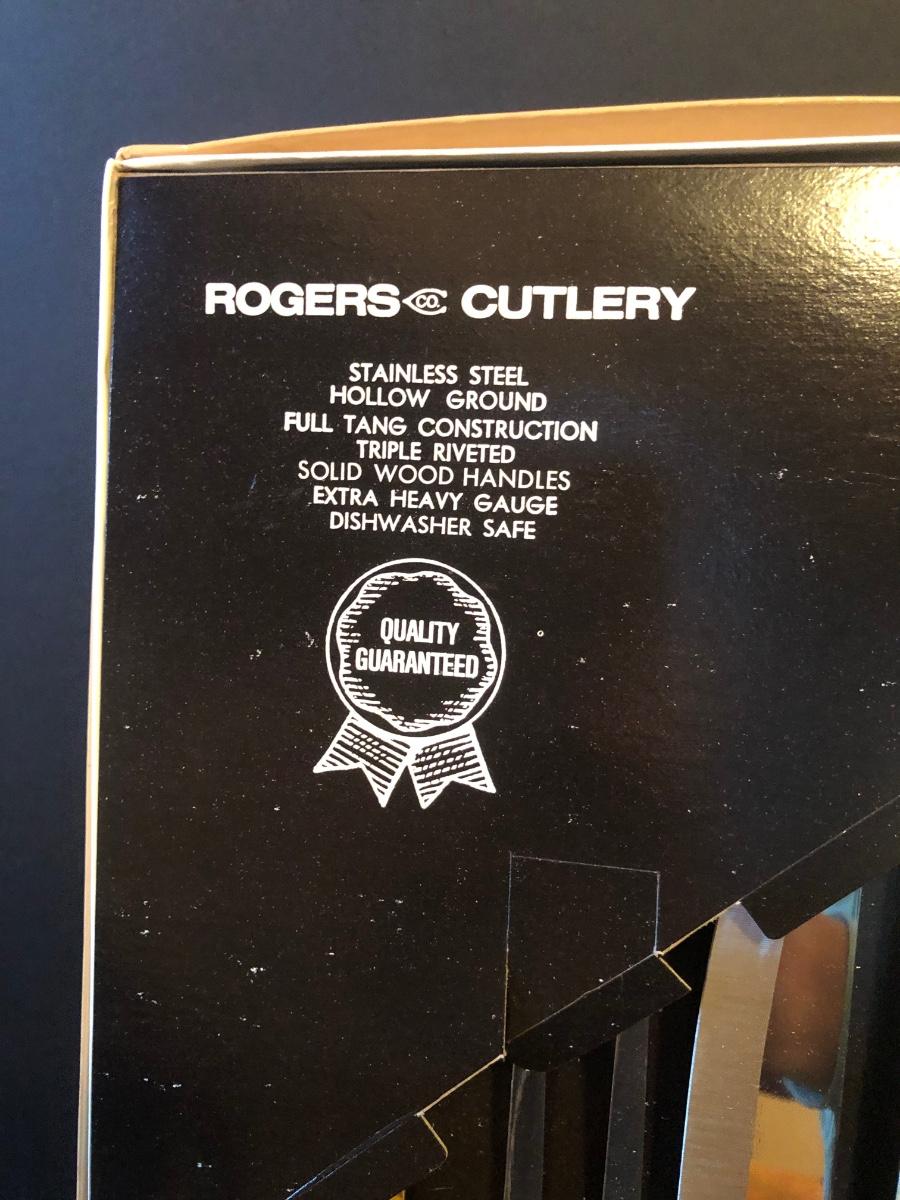 ROGERS CO. CUTLERY
STAINLESS STEEL
HOLLOW GROUND
FULL TANG CONSTRUCTION
TRIPLE RIVETED
SOLID WOOD HANDLES
EXTRA HEAVY GAUGE
DISHWASHER SAFE
QUALITY
GUARANTEED